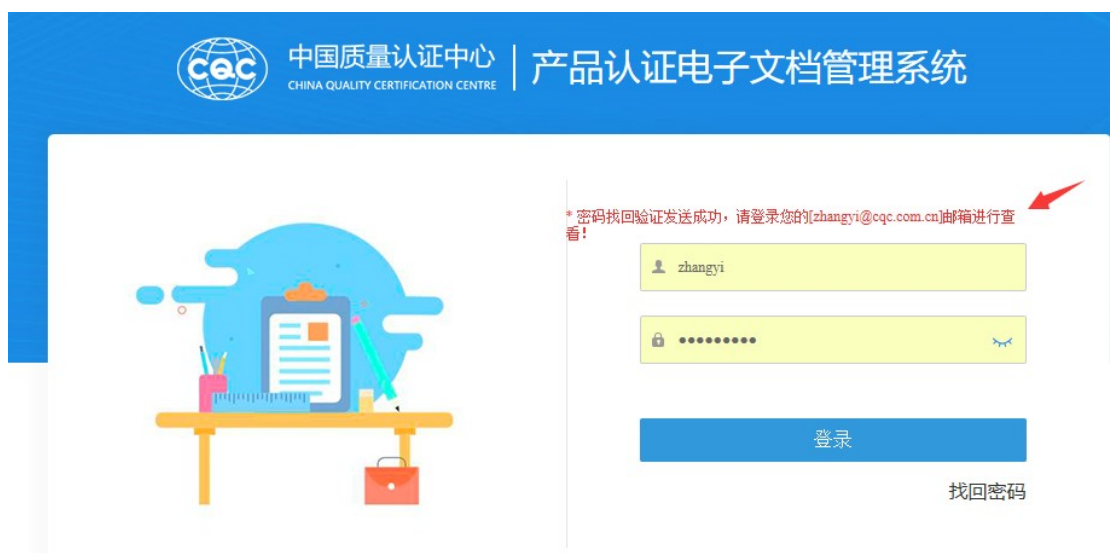 CQC
中国质量认证中心
CHINA QUALITY CERTIFICATION CENTRE
产品认证电子文档管理系统
* 密码找回验证发送成功，请登录您的[zhangyi@cqc.com.cn]邮箱进行查
看！
zhangyi
●●●●●●●●●
登录
找回密码